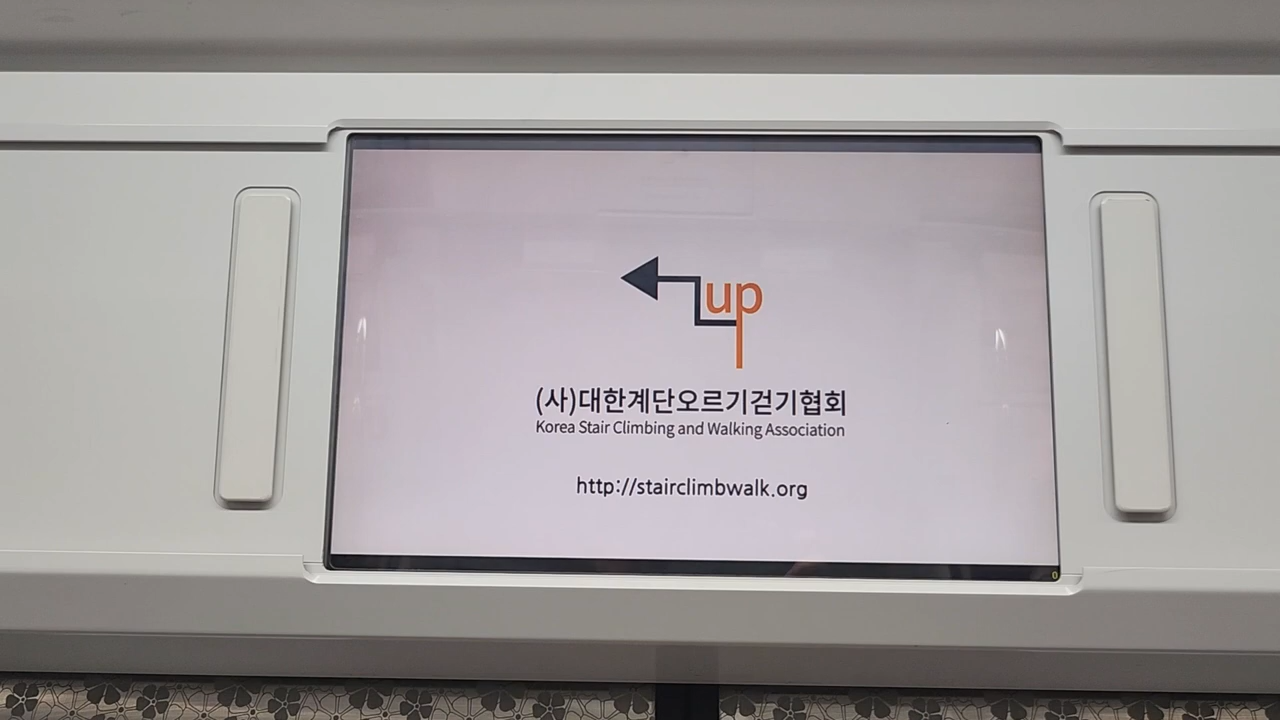 up
(사)대한계단오르기걷기협회
Korea Stair Climbing and Walking Association
http://stairclimbwalk.org
0